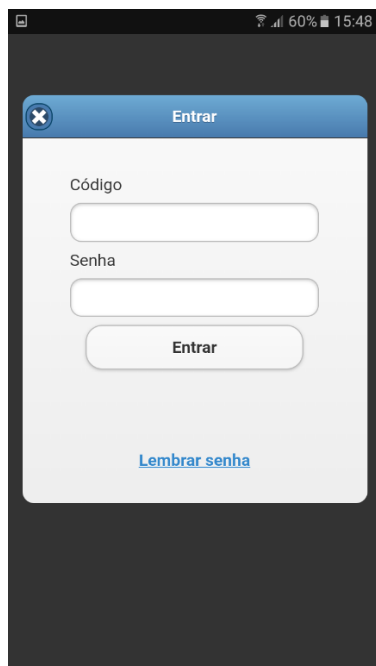 60% 15:48
Entrar
Código
Senha
Entrar
Lembrar senha